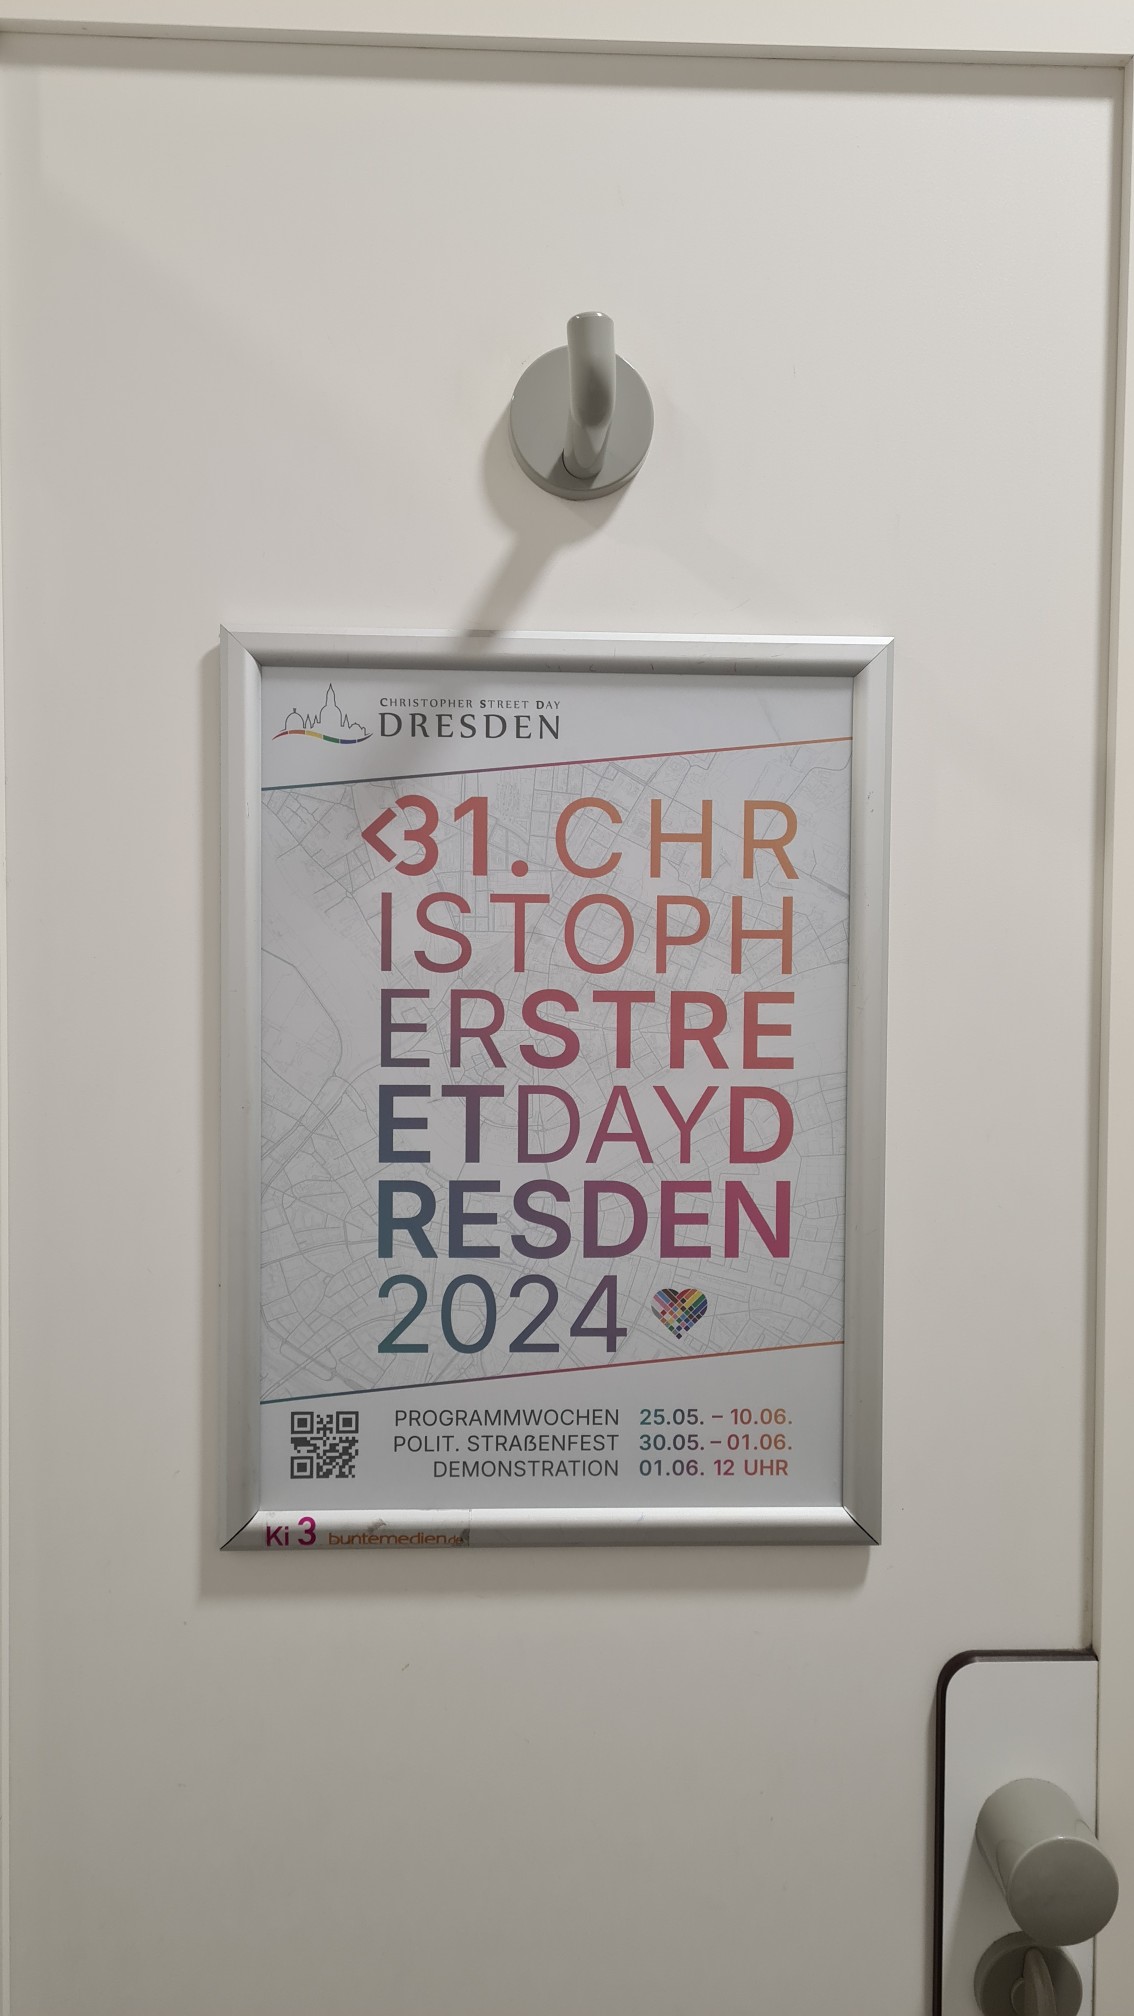 CHRISTOPHER STREET DAY
DRESDEN
<31. CHR
ISTOPH
ERSTRE
ETDAYD
RESDEN
2024
PROGRAMMWOCHEN 25.05. – 10.06.
POLIT. STRAßENFEST 30.05. – 01.06.
DEMONSTRATION 01.06. 12 UHR
Ki 3 buntemedien.de